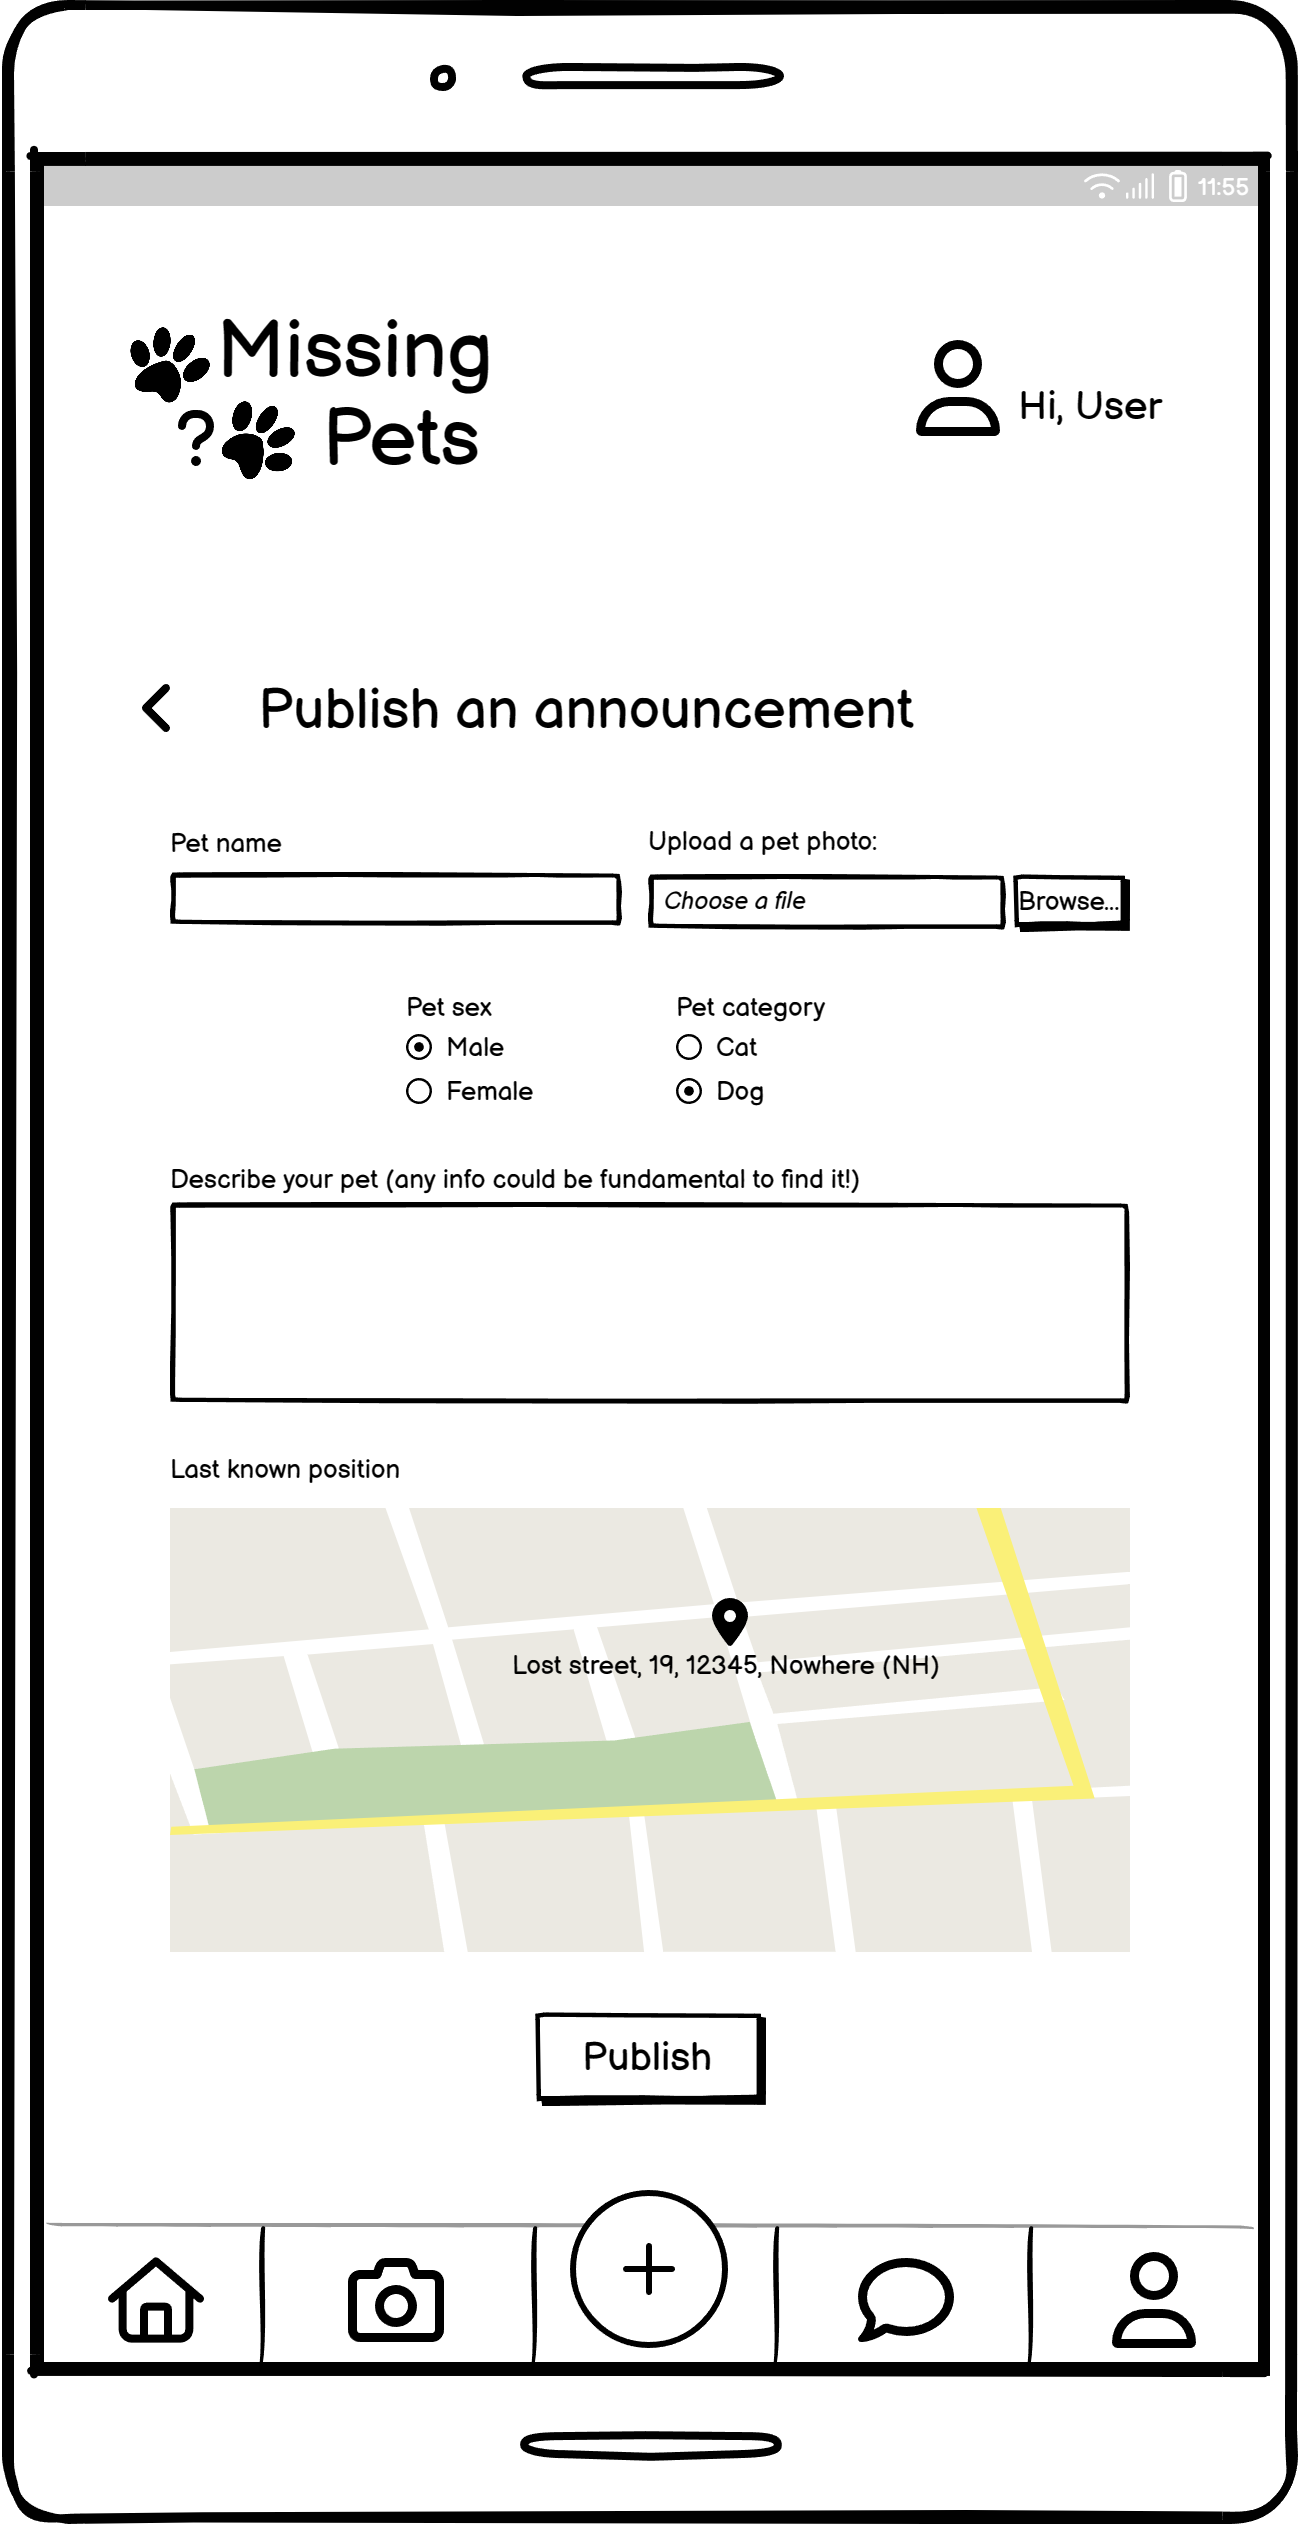 11:55
Missing
? Pets
Hi, User
Publish an announcement
Pet name
Upload a pet photo:
Choose a file
Browse...
Pet sex
Male
Female
Pet category
Cat
Dog
Describe your pet (any info could be fundamental to find it!)
Last known position
Lost street, 19, 12345, Nowhere (NH)
Publish